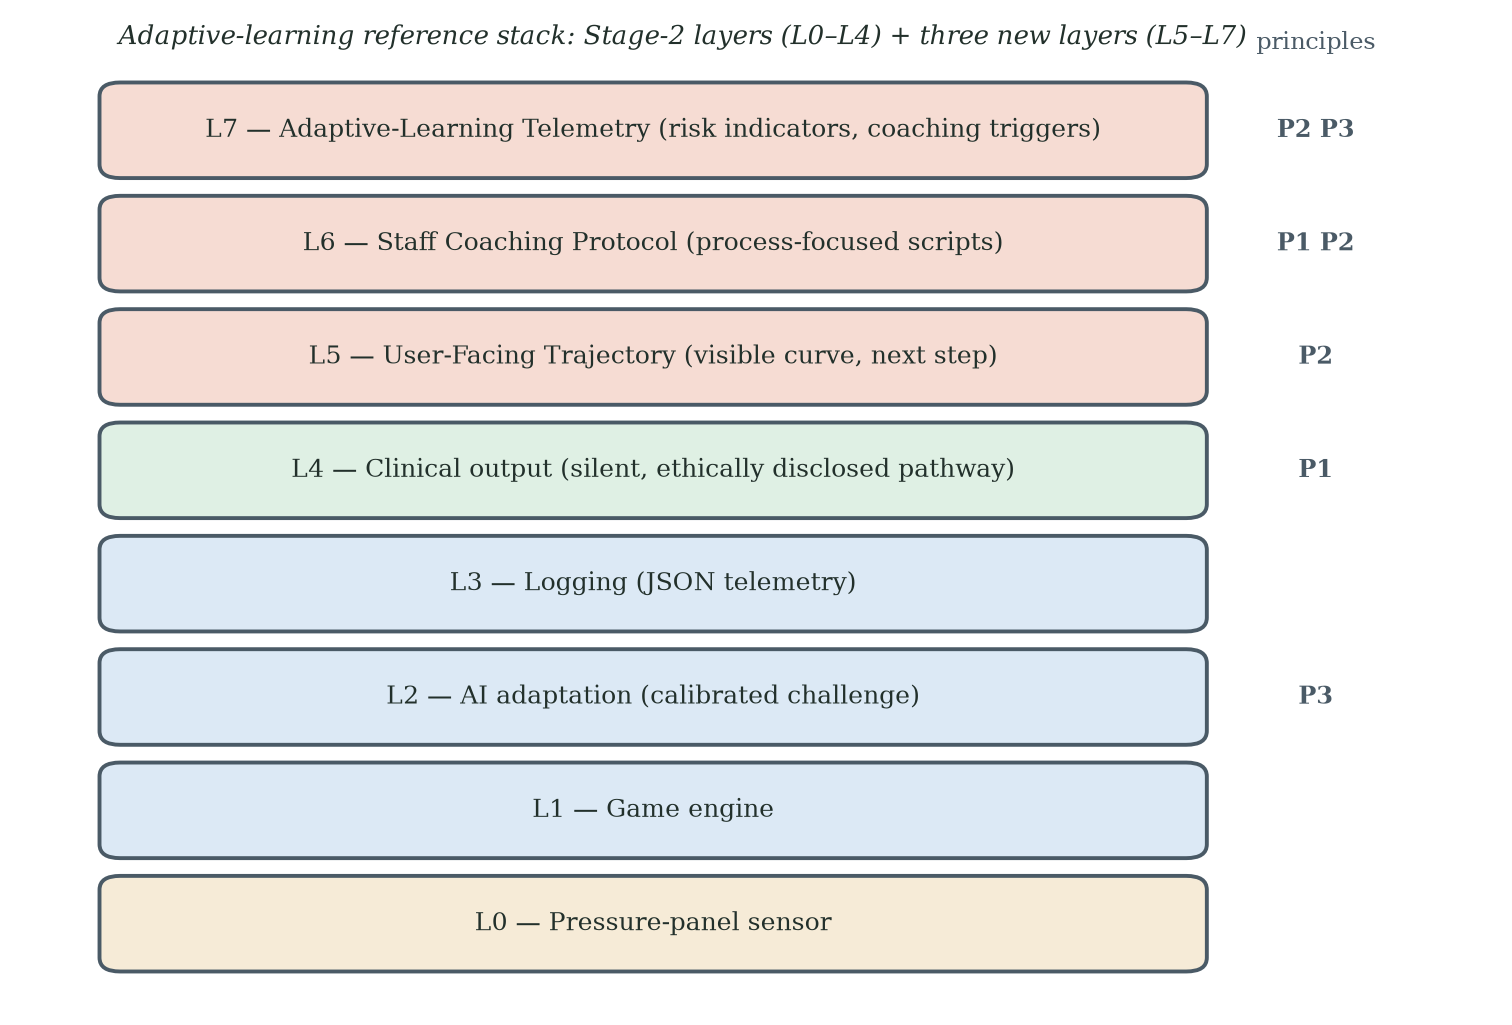 Adaptive-learning reference stack: Stage-2 layers (L0–L4) + three new layers (L5–L7)
principles
L7 — Adaptive-Learning Telemetry (risk indicators, coaching triggers)
P2 P3
L6 — Staff Coaching Protocol (process-focused scripts)
P1 P2
L5 — User-Facing Trajectory (visible curve, next step)
P2
L4 — Clinical output (silent, ethically disclosed pathway)
P1
L3 — Logging (JSON telemetry)
L2 — AI adaptation (calibrated challenge)
P3
L1 — Game engine
L0 — Pressure-panel sensor